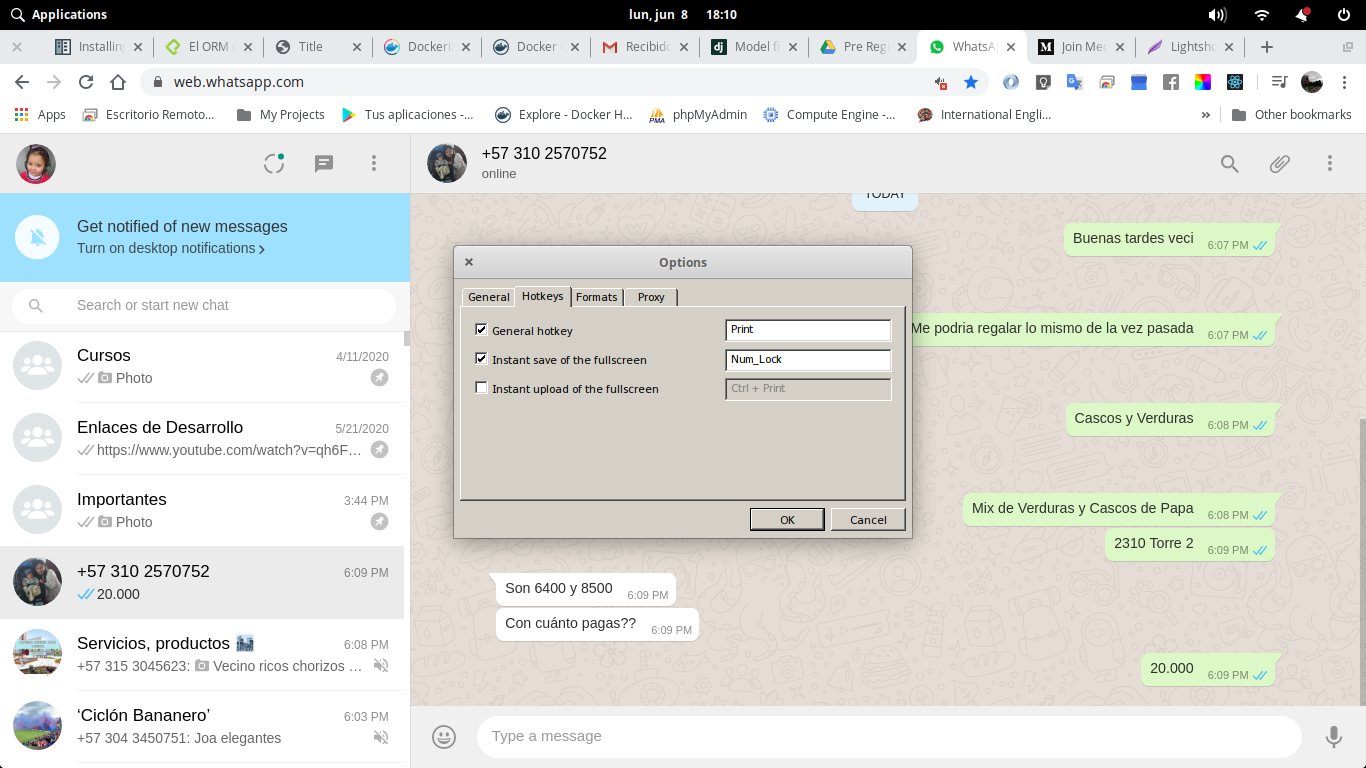 Applications
lun, jun 8 18:10
Installing
El ORM
Title
Docker
Docker
Recibido
Model f
Pre Reg
WhatsA
Join Me
Lightsho
web.whatsapp.com
Apps
Escritorio Remoto...
My Projects
Tus aplicaciones -...
Explore - Docker H...
phpMyAdmin
Compute Engine -...
International Engli...
»
Other bookmarks
Get notified of new messages
Turn on desktop notifications
Search or start new chat
Cursos 4/11/2020
Photo
Enlaces de Desarrollo 5/21/2020
https://www.youtube.com/watch?v=qh6F…
Importantes 3:44 PM
Photo
+57 310 2570752 6:09 PM
20.000
Servicios, productos 6:08 PM
+57 315 3045623: Vecino ricos chorizos …
‘Ciclón Bananero’ 6:03 PM
+57 304 3450751: Joa elegantes
+57 310 2570752
online
TODAY
Buenas tardes veci 6:07 PM
Me podria regalar lo mismo de la vez pasada 6:07 PM
Cascos y Verduras 6:08 PM
Mix de Verduras y Cascos de Papa 6:08 PM
2310 Torre 2 6:09 PM
Son 6400 y 8500 6:09 PM
Con cuánto pagas?? 6:09 PM
20.000 6:09 PM
Type a message
Options
General Hotkeys Formats Proxy
General hotkey Print
Instant save of the fullscreen Num_Lock
Instant upload of the fullscreen Ctrl + Print
OK Cancel